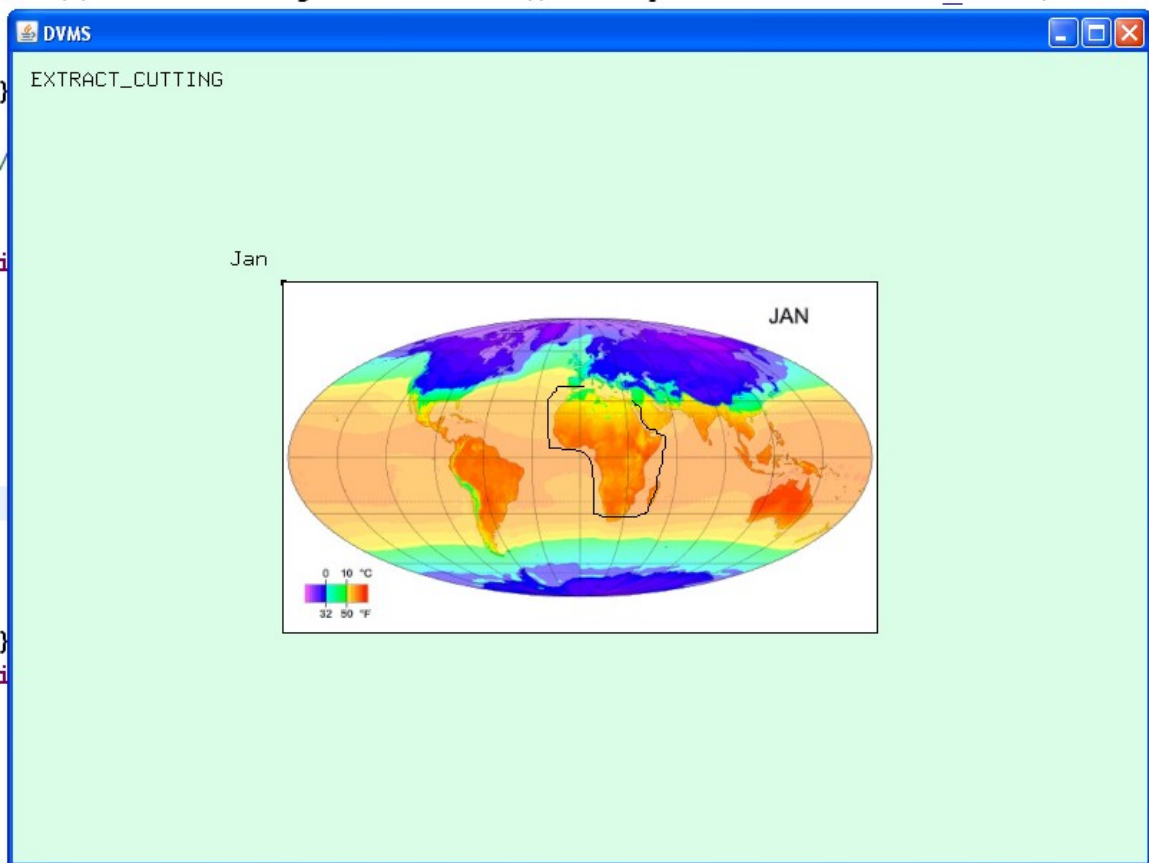 DVMS
EXTRACT_CUTTING
}
/
i
Jan
JAN
0 10 °C
32 50 °F
}
i